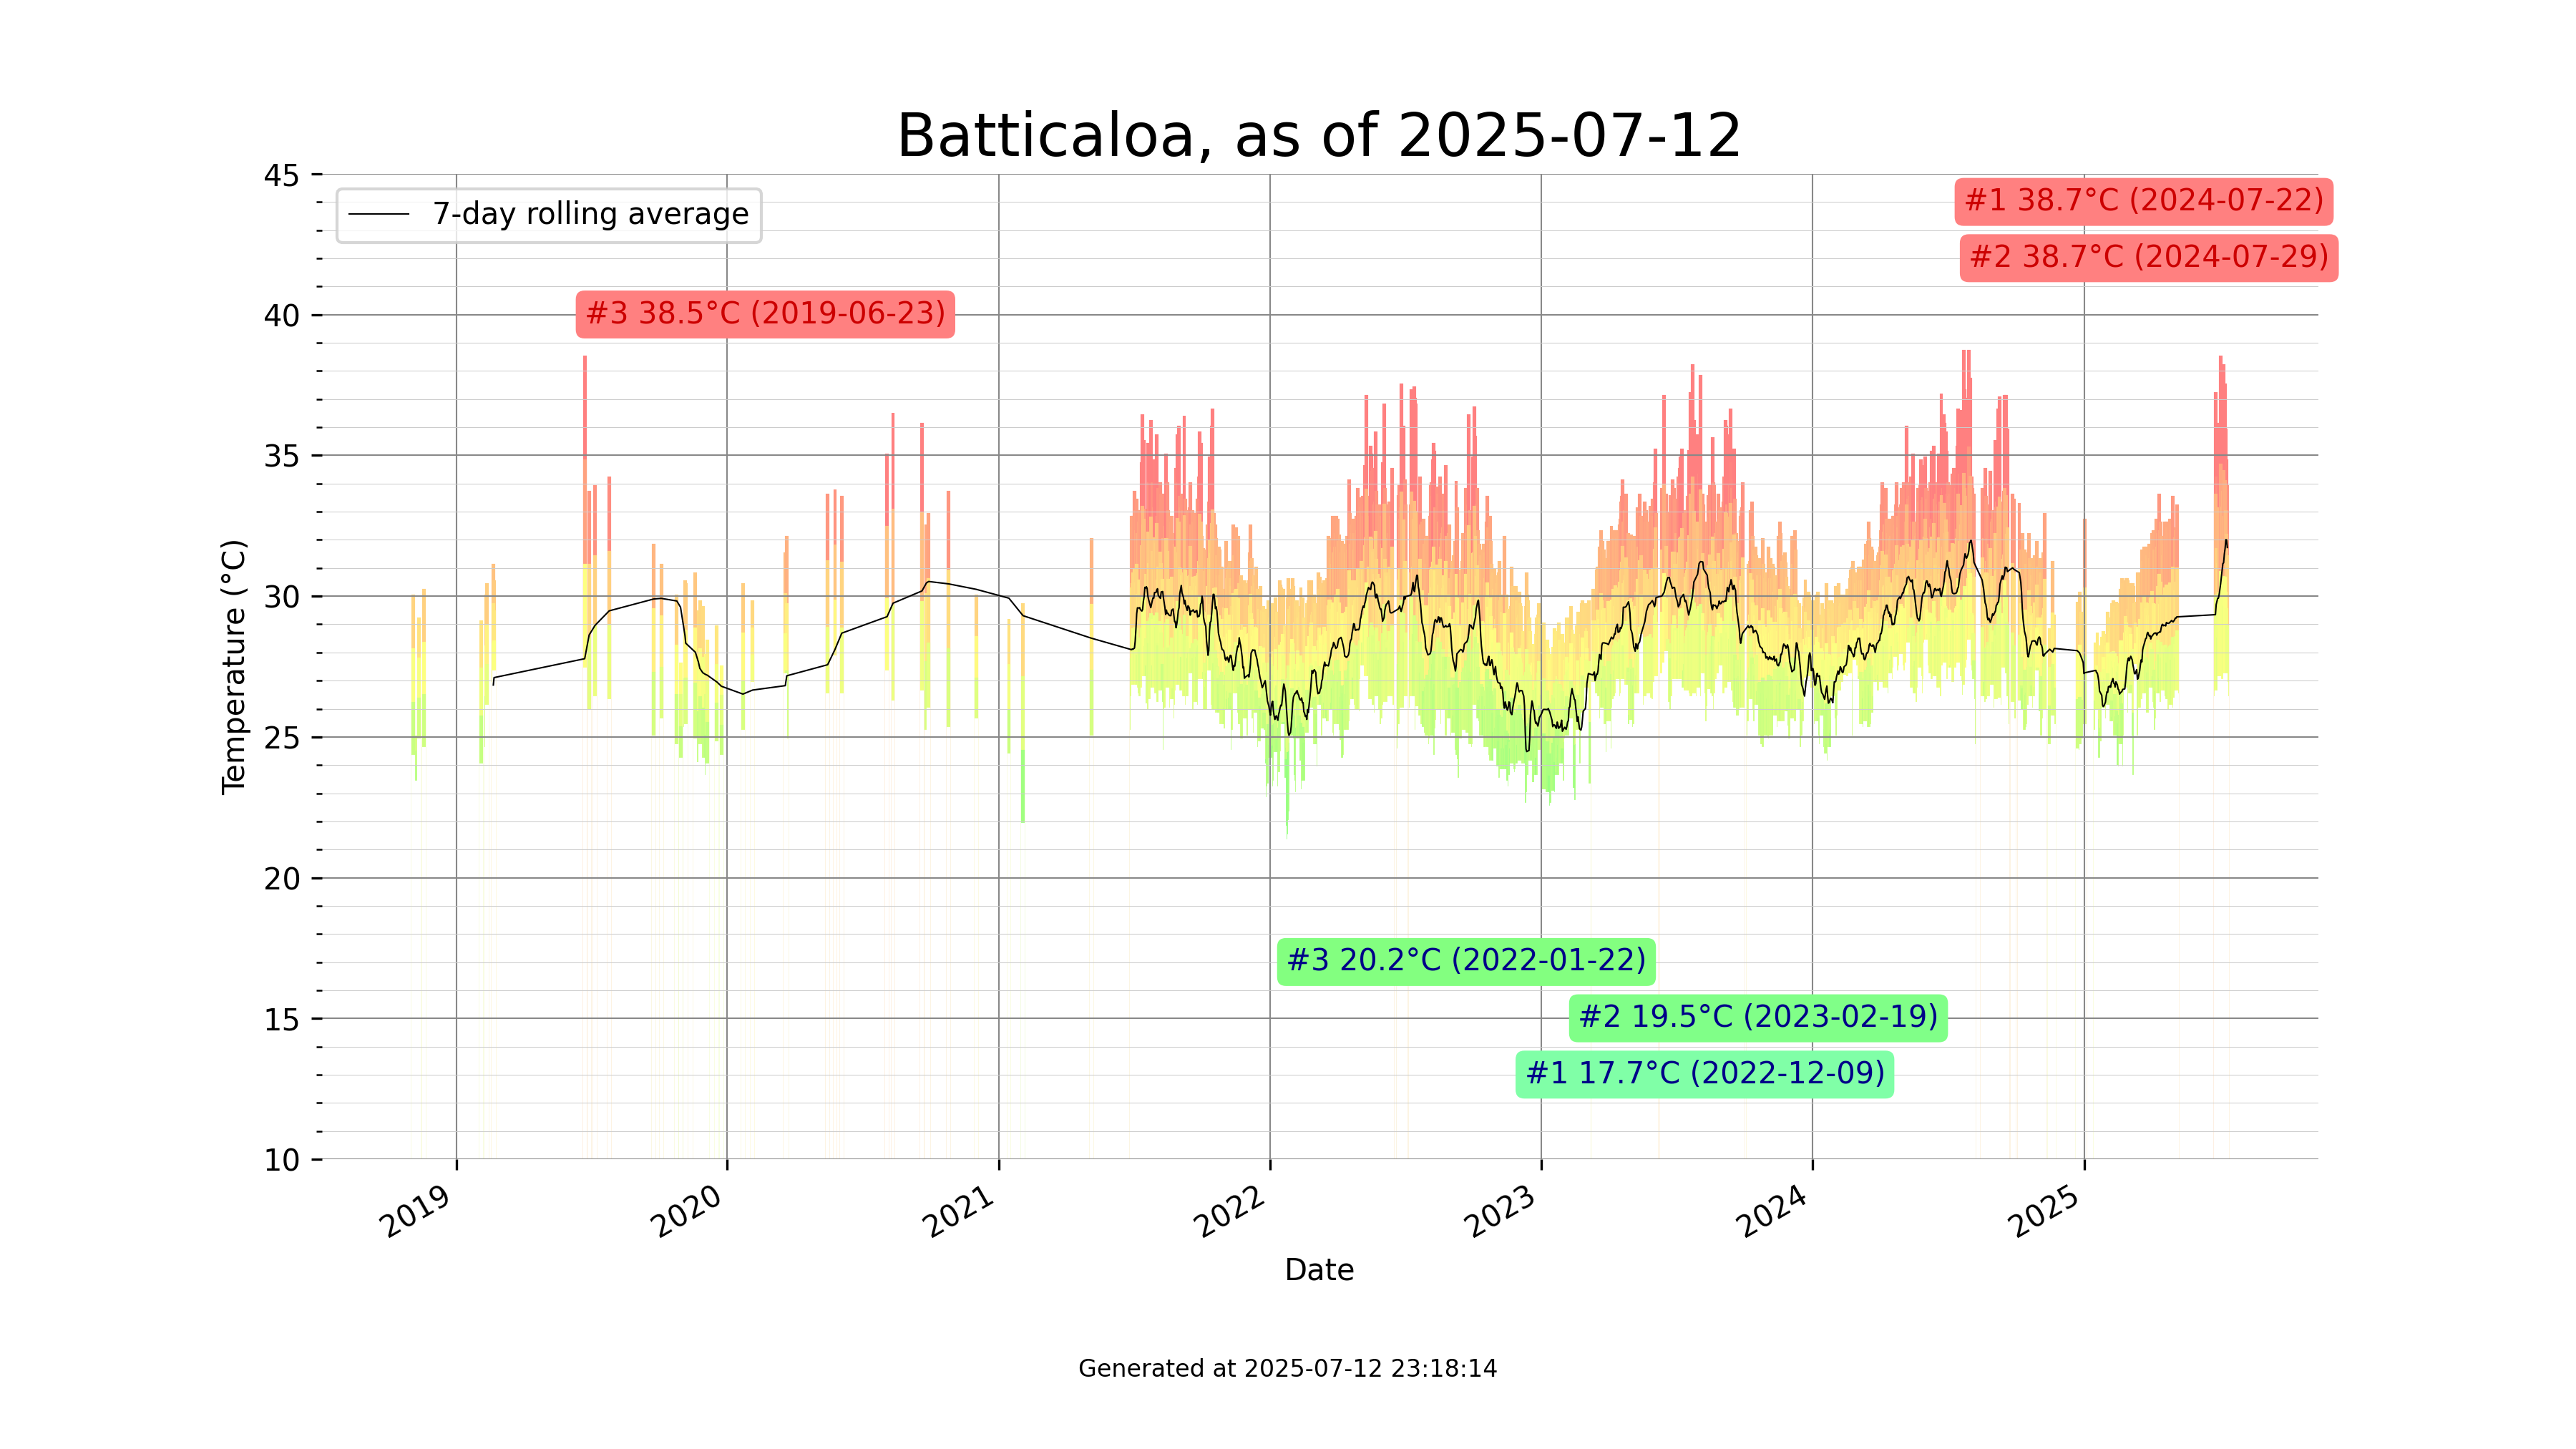 Batticaloa, as of 2025-07-12
45
7-day rolling average
#1 38.7°C (2024-07-22)
#2 38.7°C (2024-07-29)
#3 38.5°C (2019-06-23)
40
35
30
25
20
15
10
Temperature (°C)
#3 20.2°C (2022-01-22)
#2 19.5°C (2023-02-19)
#1 17.7°C (2022-12-09)
2019
2020
2021
2022
2023
2024
2025
Date
Generated at 2025-07-12 23:18:14